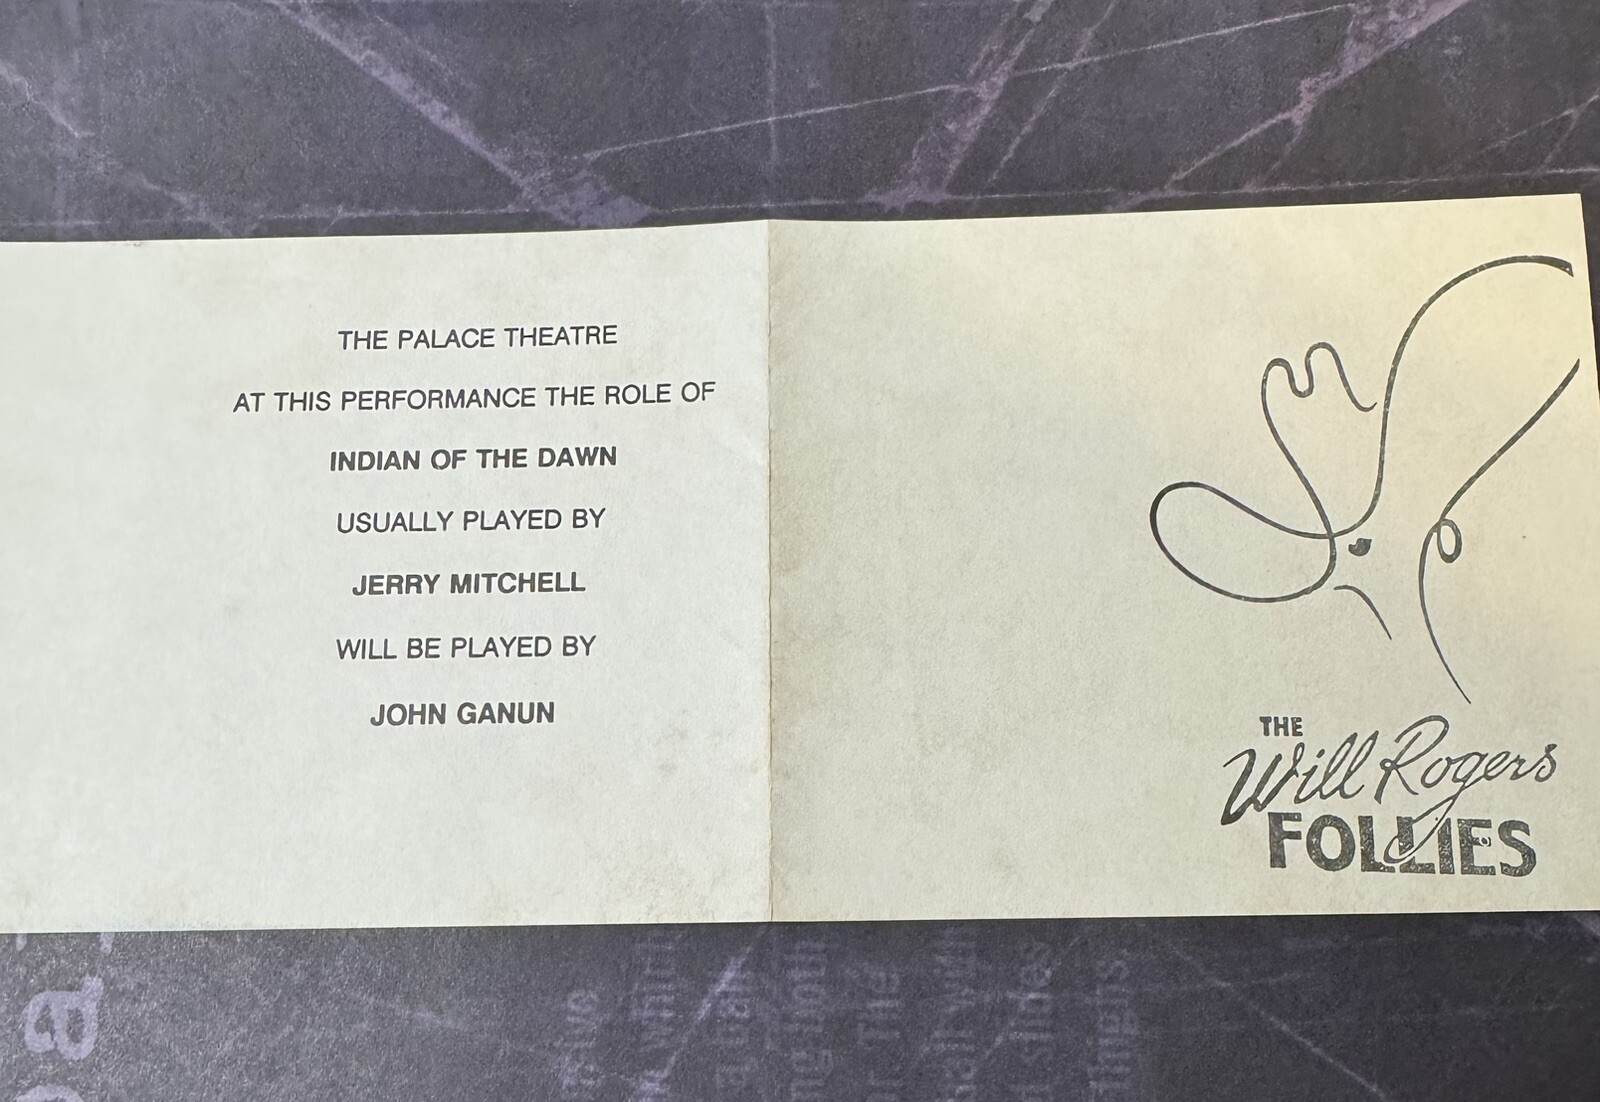 THE PALACE THEATRE
AT THIS PERFORMANCE THE ROLE OF
INDIAN OF THE DAWN
USUALLY PLAYED BY
JERRY MITCHELL
WILL BE PLAYED BY
JOHN GANUN
THE
Will Rogers
FOLLIES